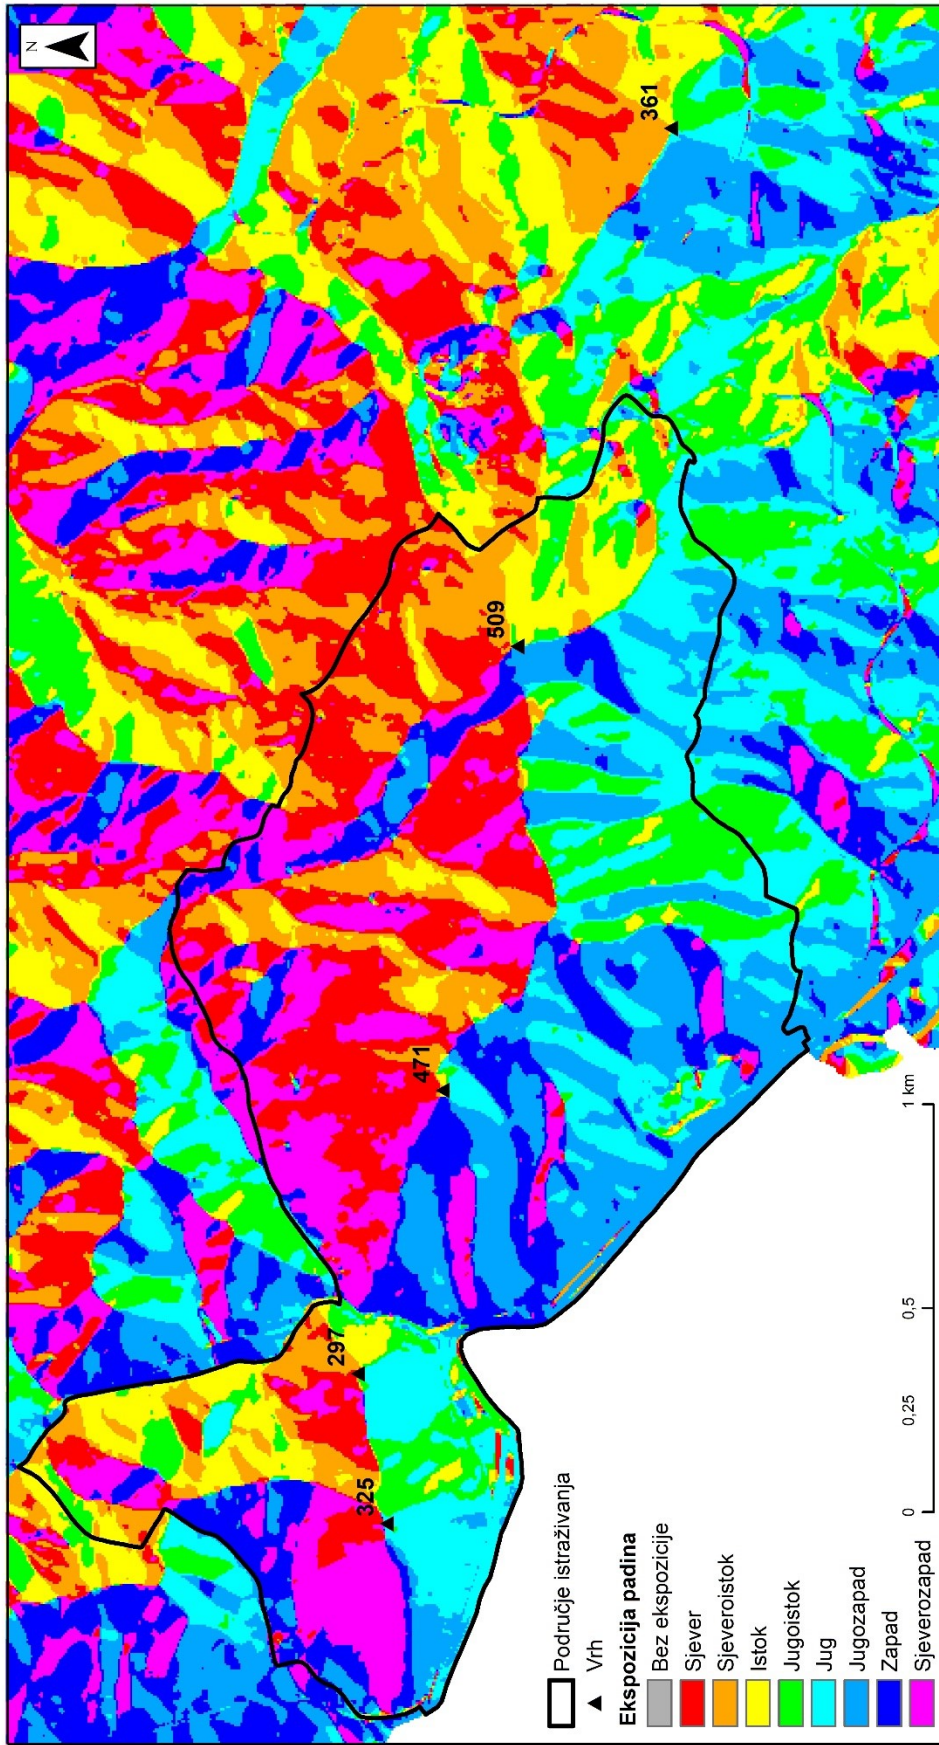 N
361
509
471
297
325
Područje istraživanja
Vrh
Ekspozicija padina
Bez ekspozicije
Sjever
Sjeveroistok
Istok
Jugoistok
Jug
Jugozapad
Zapad
Sjeverozapad
0 0,25 0,5 1 km